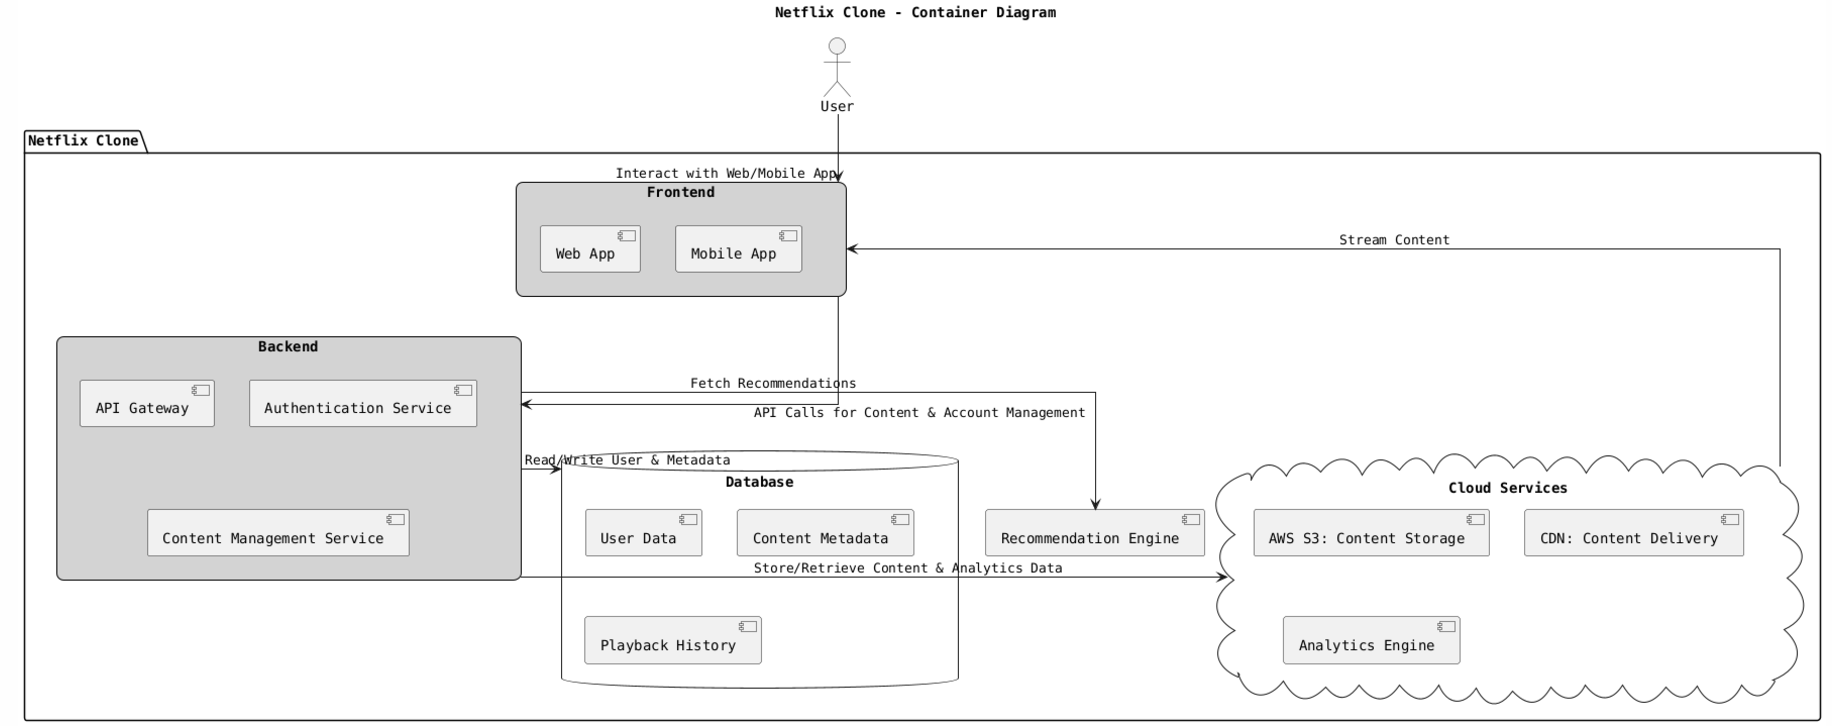 Netflix Clone - Container Diagram
User
Netflix Clone
Interact with Web/Mobile App
Frontend
Web App
Mobile App
Stream Content
Backend
API Gateway
Authentication Service
Content Management Service
Fetch Recommendations
API Calls for Content & Account Management
Read/Write User & Metadata
Database
User Data
Content Metadata
Playback History
Recommendation Engine
Store/Retrieve Content & Analytics Data
Cloud Services
AWS S3: Content Storage
CDN: Content Delivery
Analytics Engine